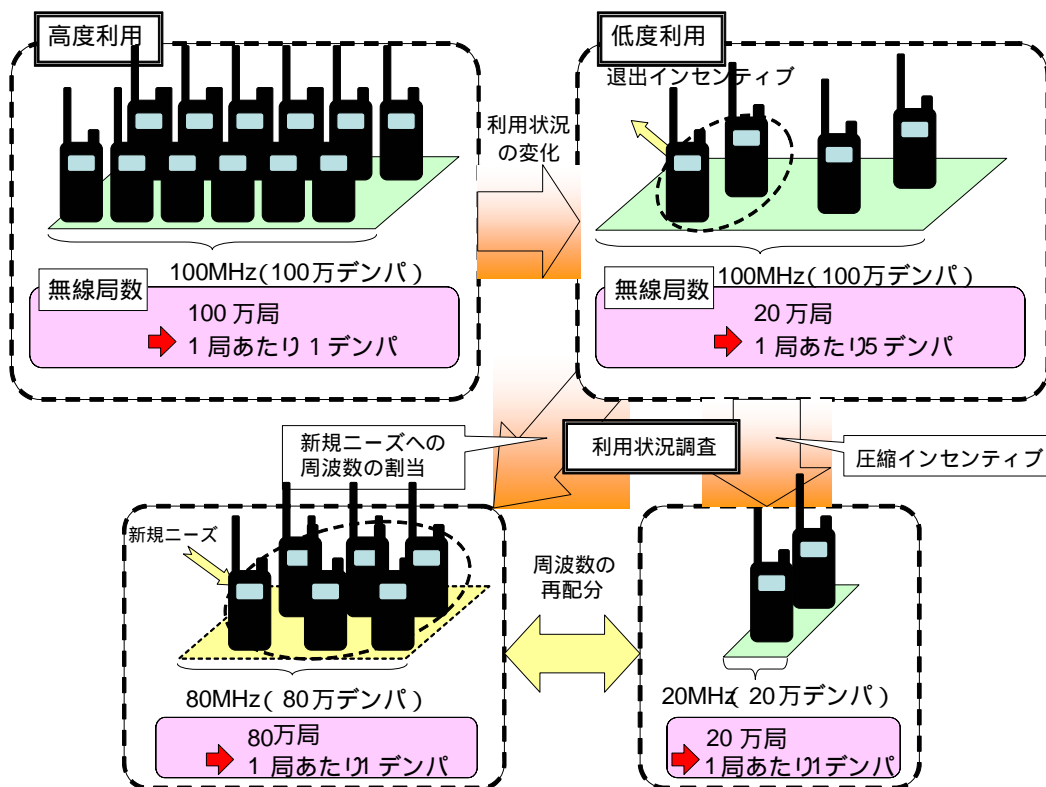 高度利用
低度利用
退出インセンティブ
利用状況
の変化
100MHz(100万デンパ)
無線局数
100 万局
1 局あたり 1 デンパ
100MHz(100万デンパ)
無線局数
20 万局
1 局あたり5 デンパ
新規ニーズへの
周波数の割当
利用状況調査
圧縮インセンティブ
新規ニーズ
周波数の
再配分
80MHz( 80万デンパ)
80万局
1 局あたり1 デンパ
20MHz( 20万デンパ)
20 万局
1局あたり1デンパ